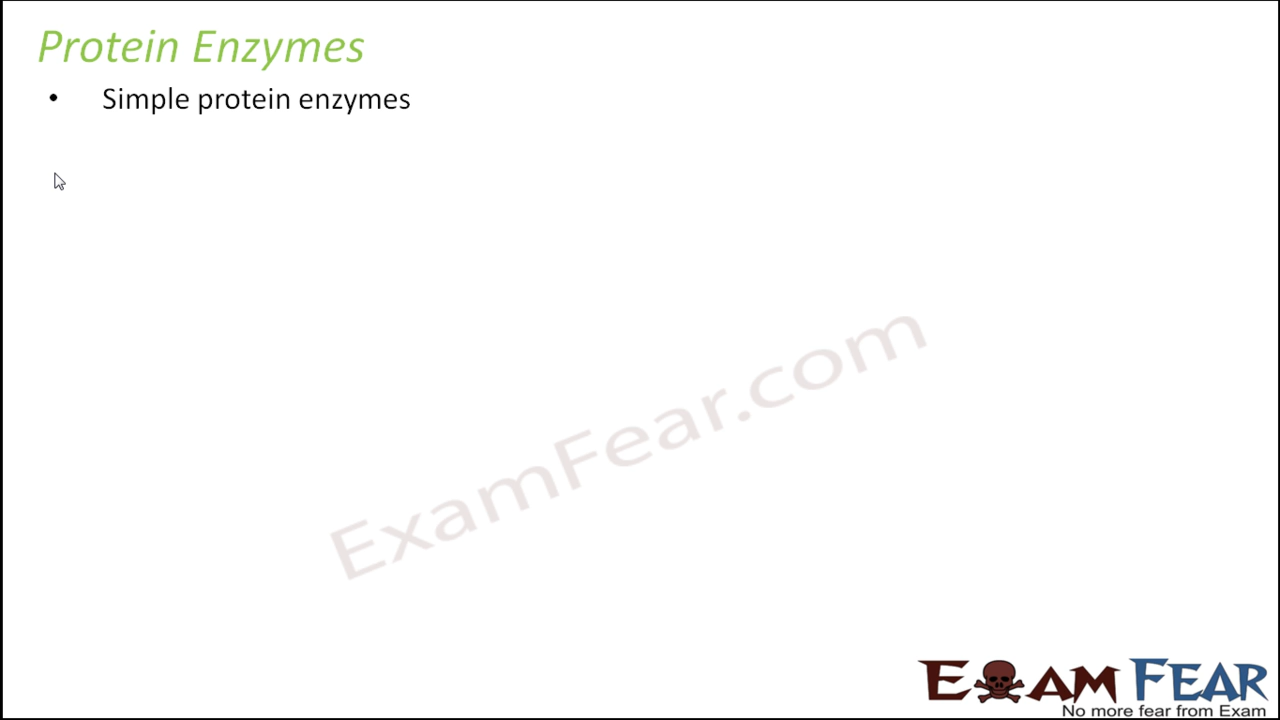 Protein Enzymes
• Simple protein enzymes
ExamFear.com
EXAM FEAR
No more fear from Exam